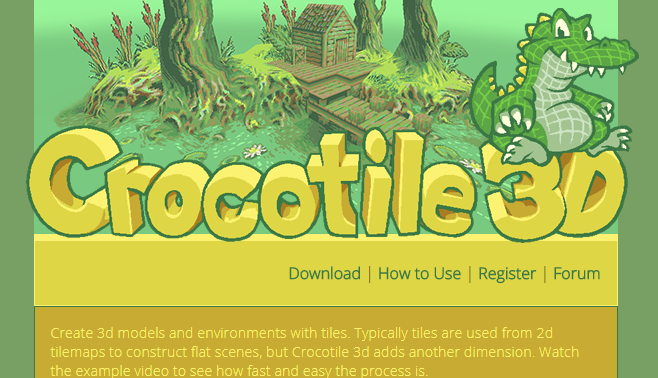 Crocotile 3D
Download | How to Use | Register | Forum
Create 3d models and environments with tiles. Typically tiles are used from 2d
tilemaps to construct flat scenes, but Crocotile 3d adds another dimension. Watch
the example video to see how fast and easy the process is.